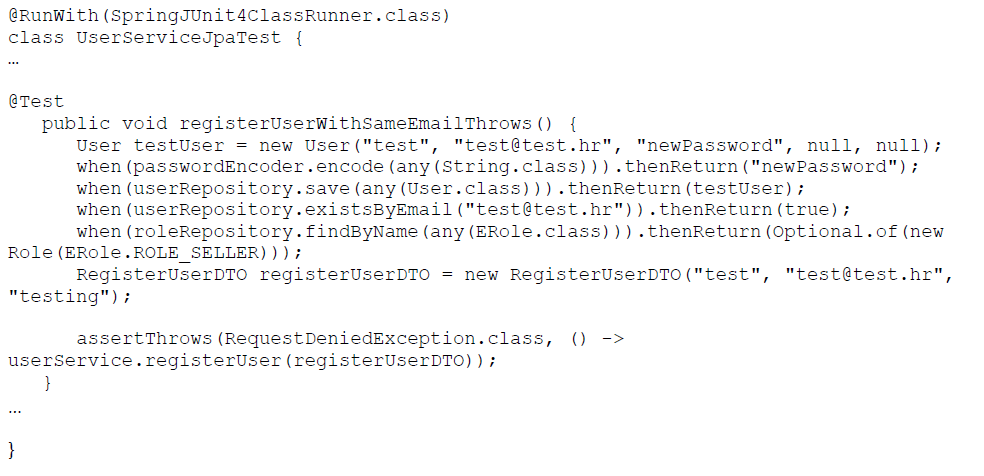 @RunWith(SpringJUnit4ClassRunner.class)
class UserServiceJpaTest {
…
@Test
   public void registerUserWithSameEmailThrows() {
      User testUser = new User("test", "test@test.hr", "newPassword", null, null);
      when(passwordEncoder.encode(any(String.class))).thenReturn("newPassword");
      when(userRepository.save(any(User.class))).thenReturn(testUser);
      when(userRepository.existsByEmail("test@test.hr")).thenReturn(true);
      when(roleRepository.findByName(any(ERole.class))).thenReturn(Optional.of(new
Role(ERole.ROLE_SELLER)));
      RegisterUserDTO registerUserDTO = new RegisterUserDTO("test", "test@test.hr",
"testing");
      assertThrows(RequestDeniedException.class, () ->
userService.registerUser(registerUserDTO));
   }
…
}